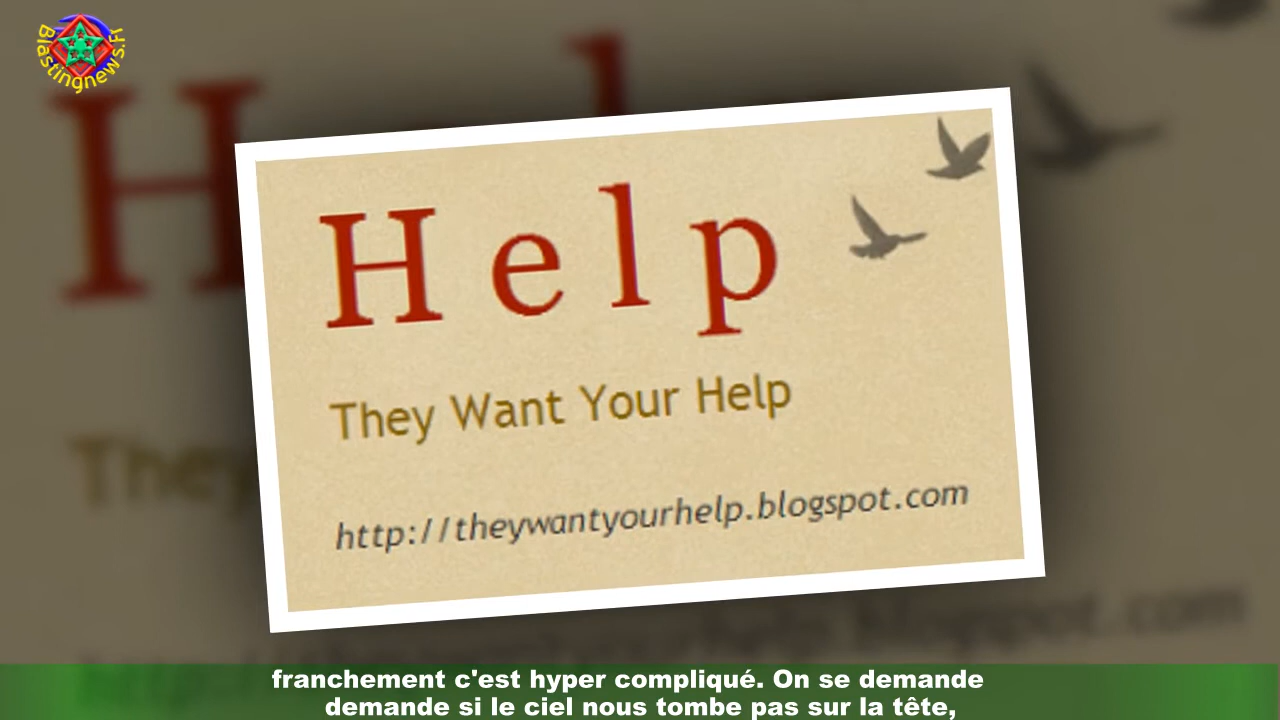 Blastingnews.Fr
Help
They Want Your Help
http://theywantyourhelp.blogspot.com
franchement c'est hyper compliqué. On se demande
demande si le ciel nous tombe pas sur la tête,